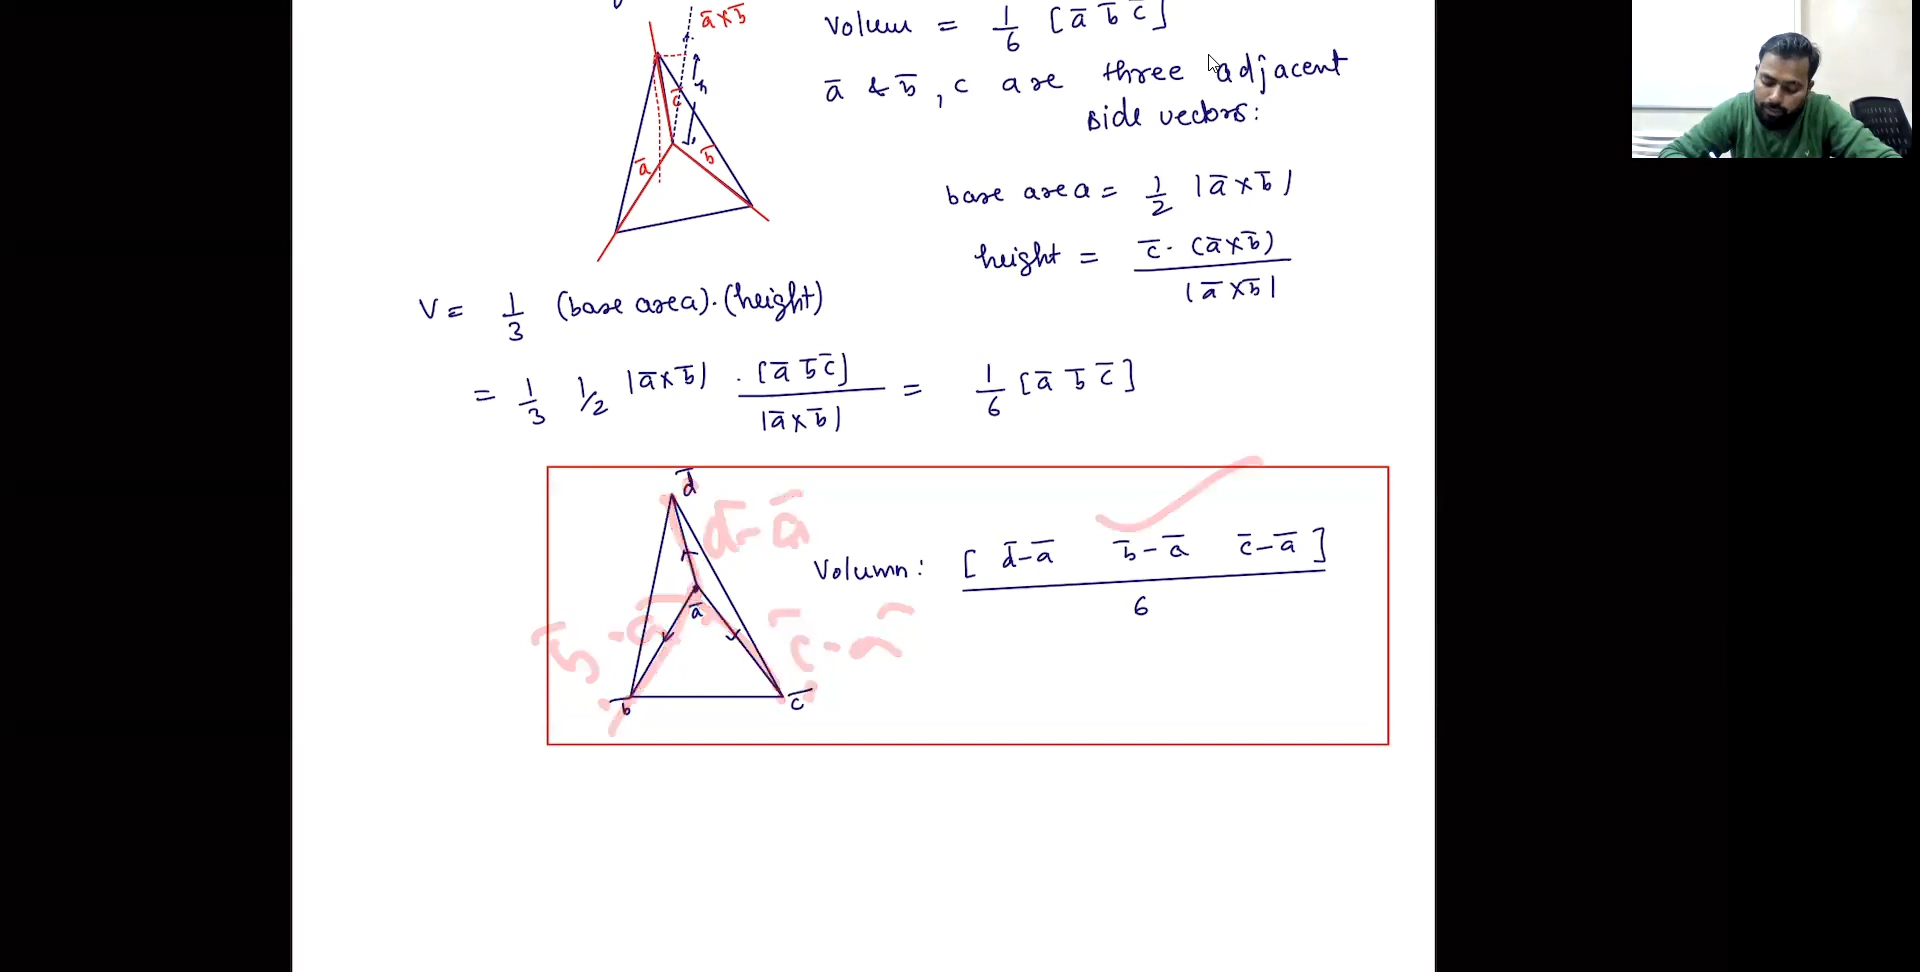 a̅ x b̅
Volum = 1/6 [a̅ b̅ c̅]
a̅ & b̅, c are three adjacent
side vectors:
c̅
h
a̅
b̅
base area = 1/2 |a̅ x b̅|
height = c̅ · (a̅ x b̅) / |a̅ x b̅|
V = 1/3 (base area).(height)
= 1/3 1/2 |a̅ x b̅| . [a̅ b̅ c̅] / |a̅ x b̅| = 1/6 [a̅ b̅ c̅]
d̅
d̅ - a̅
Volumn: [ d̅-a̅ b̅-a̅ c̅-a̅ ] / 6
a̅
b̅ - a̅
c̅ - a̅
b̅
c̅